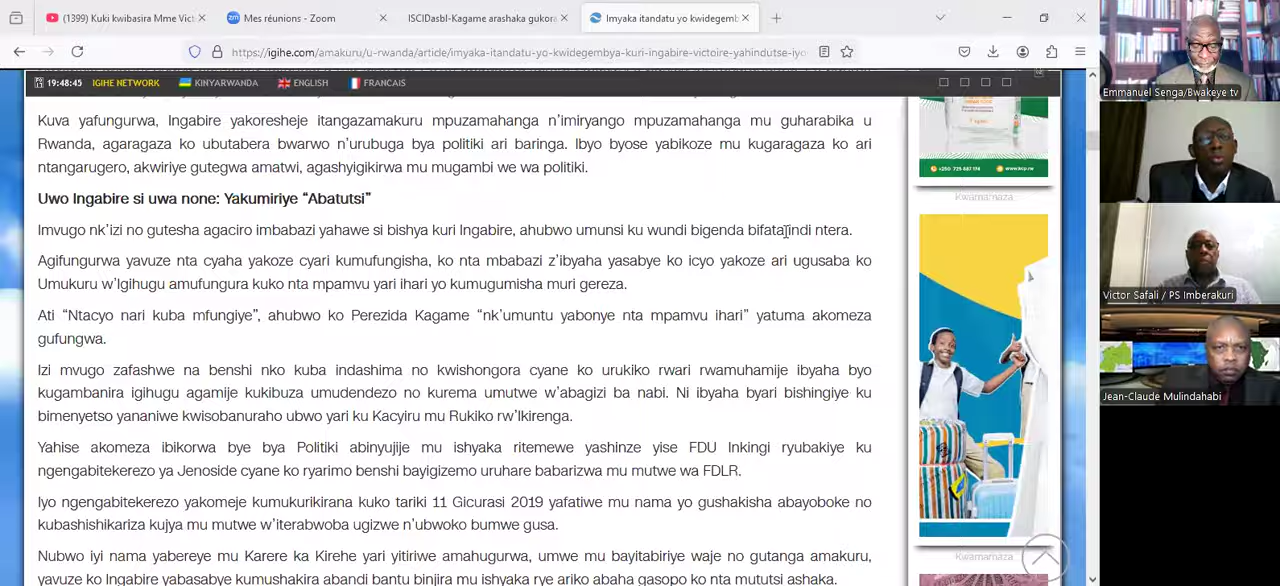 (1399) Kuki kwibasira Mme Vict
Mes réunions - Zoom
ISCIDasbl-Kagame arashaka gukora
Imyaka itandatu yo kwidegemb
https://igihe.com/amakuru/u-rwanda/article/imyaka-itandatu-yo-kwidegembya-kuri-ingabire-victoire-yahindutse-iyo
19:48:45 IGIHE NETWORK KINYARWANDA ENGLISH FRANCAIS
Kuva yafungurwa, Ingbire yakoresheje itangazamakuru mvamahanga n'imiryango mpuzamahanga mu guharabika u
Rwanda, agaragaza ko ubutabera bwarwo n'urubuga bya politiki ari baringa. Ibyo byose yabikoze mu kugaragaza ko ari
ntangarugero, akwiriye gutegwa amatwi no gushyigikirwa mu mugambi we wa politiki.
Uwo Ingabire si uwa none: Yakumiriye “Abatutsi”
Imvugo nk'izi no gutesha agaciro imbabazi yahawe si bishya kuri Ingabire, ahubwo umunsi ku wundi bigenda bifata indi ntera.
Agifungurwa yavuze nta cyaha yakoze cyari kumufungisha, ko nta mbabazi z'ibyaha yasabye ko icyo yakoze ari ugusaba ko
Umukuru w'Igihugu amufungura kuko nta mpamvu yari ihari yo kumugumisha muri gereza.
Ati “Ntacyo nari kuba mfungiye”, ahubwo ko Perezida Kagame “nk'umuntu yabonye nta mpamvu ihari” yatuma akomeza
gufungwa.
Izi mvugo zafashwe na benshi nko kuba indashima no kwishongora cyane ko urukiko rwari rwamuhamije ibyaha byo
kugambanira igihugu agamije kukibuza umudendezo no kurema umutwe w'abagizi ba nabi. Ni ibyaha byari bishingiye ku
bimenyetso yananiwe kwisobanuraho ubwo yari ku Kacyiru mu Rukiko rw'Ikirenga.
Yahise akomeza ibikorwa bye bya Politiki abinyujije mu ishyaka ritemewe yashinze yise FDU Inkingi ryubakiye ku
ngengabitekerezo ya Jenoside cyane ko ryarimo benshi bayigizemo uruhare babarizwa mu mutwe wa FDLR.
Iyo ngengabitekerezo yakomeje no gukurikirana kuko tariki 11 Gicurasi 2019 yafatiwe mu nama yo gushakisha abayoboke no
kubashishikariza kujya mu mutwe w'iterabwoba ugizwe n'ubwoko bumwe gusa.
Nubwo iyi nama yabereye mu Karere ka Kirehe yari yitiriwe amahugurwa, umwe mu bayitabiriye waje no gutanga amakuru,
yavuze ko Ingabire yabasabye kumushakira abandi bantu binjira mu ishyaka rye ariko abaha gasopo ko nta mututsi ashaka.
+250 729 887 174 www.kcp.rw
Kwamamaza
Kwamamaza
Emmanuel Senga/Bwakeye tv
Victor Safali / PS Imberakuri
Jean-Claude Mulindahabi